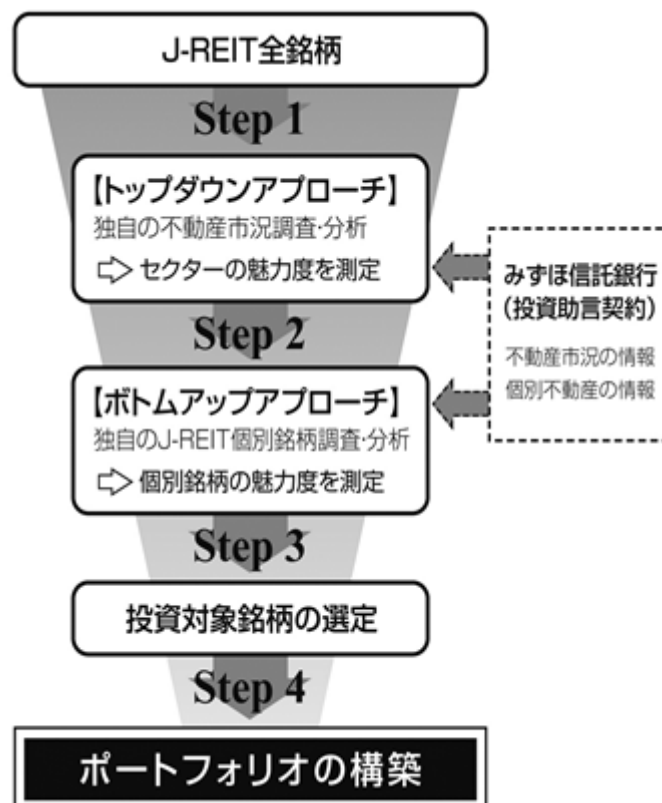 J-REIT全銘柄
Step 1
【トップダウンアプローチ】
独自の不動産市況調査・分析
⇨ セクターの魅力度を測定
Step 2
【ボトムアップアプローチ】
独自のJ-REIT個別銘柄調査・分析
⇨ 個別銘柄の魅力度を測定
みずほ信託銀行
(投資助言契約)
不動産市況の情報
個別不動産の情報
Step 3
投資対象銘柄の選定
Step 4
ポートフォリオの構築